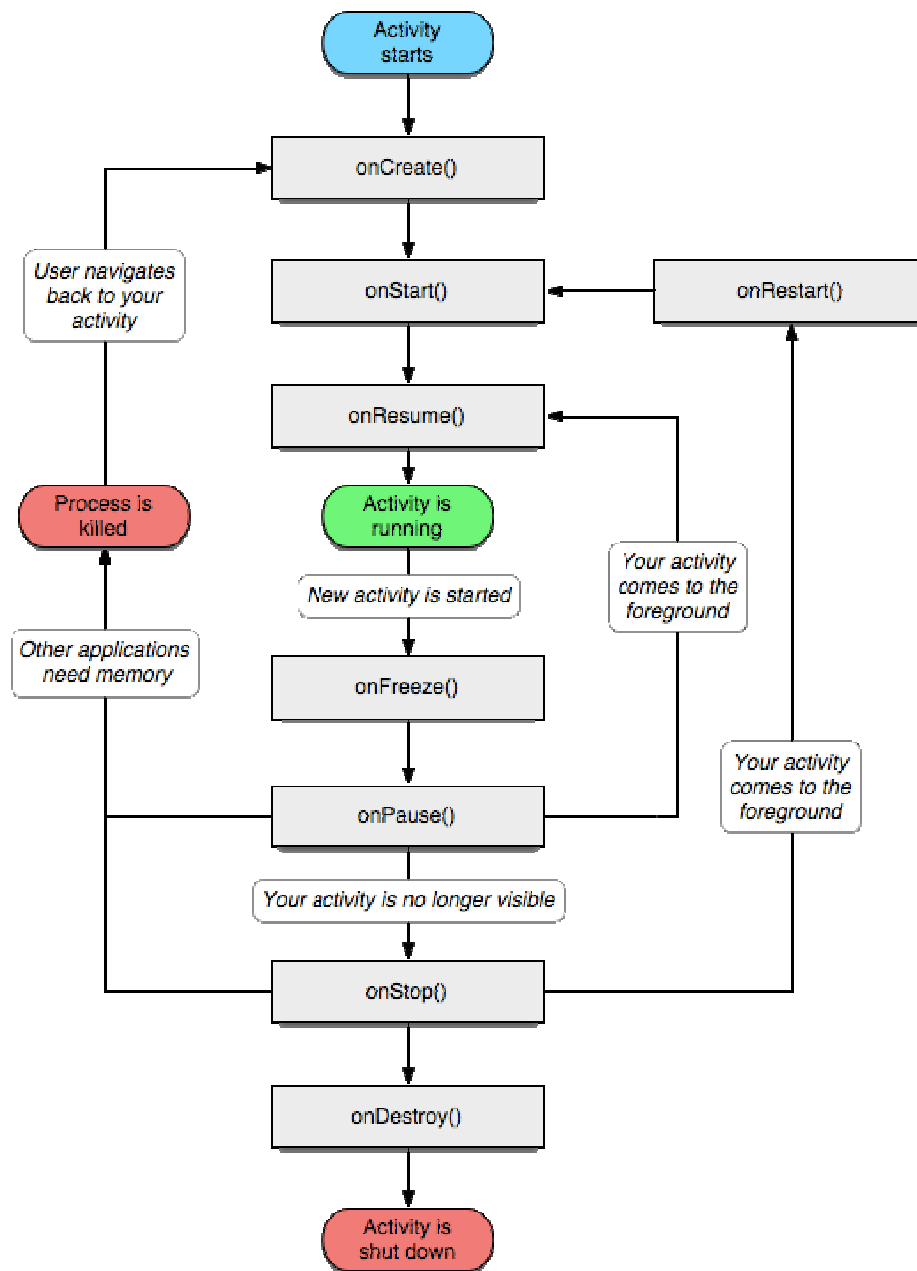 Activity
starts
onCreate()
User navigates
back to your
activity
onStart()
onRestart()
onResume()
Process is
killed
Activity is
running
Your activity
comes to the
foreground
New activity is started
Other applications
need memory
onFreeze()
Your activity
comes to the
foreground
onPause()
Your activity is no longer visible
onStop()
onDestroy()
Activity is
shut down